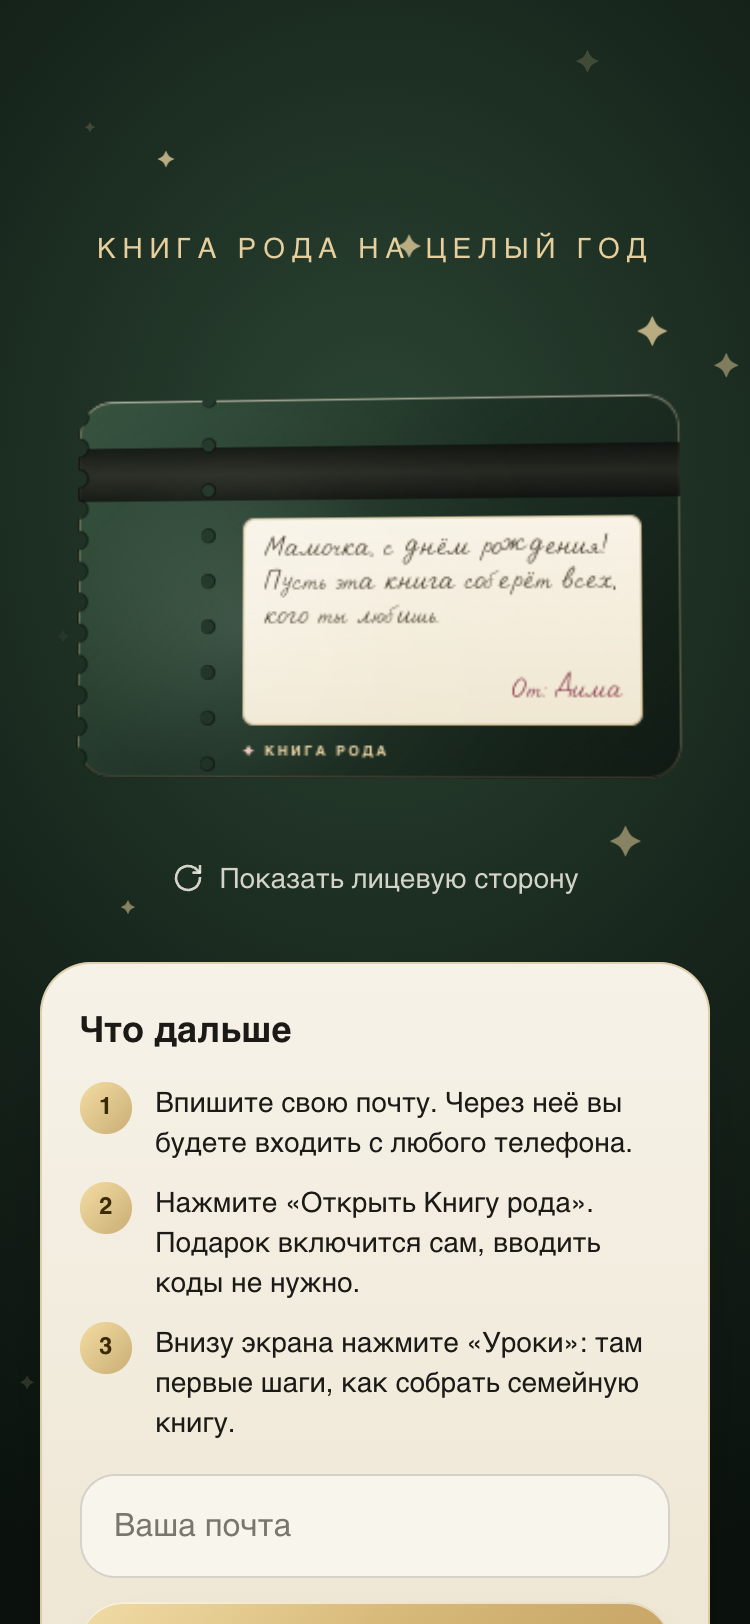 КНИГА РОДА НА ЦЕЛЫЙ ГОД
Мамочка, с днём рождения!
Пусть эта книга соберёт всех,
кого ты любишь.
От: Дима
КНИГА РОДА
Показать лицевую сторону
Что дальше
1 Впишите свою почту. Через неё вы
будете входить с любого телефона.
2 Нажмите «Открыть Книгу рода».
Подарок включится сам, вводить
коды не нужно.
3 Внизу экрана нажмите «Уроки»: там
первые шаги, как собрать семейную
книгу.
Ваша почта